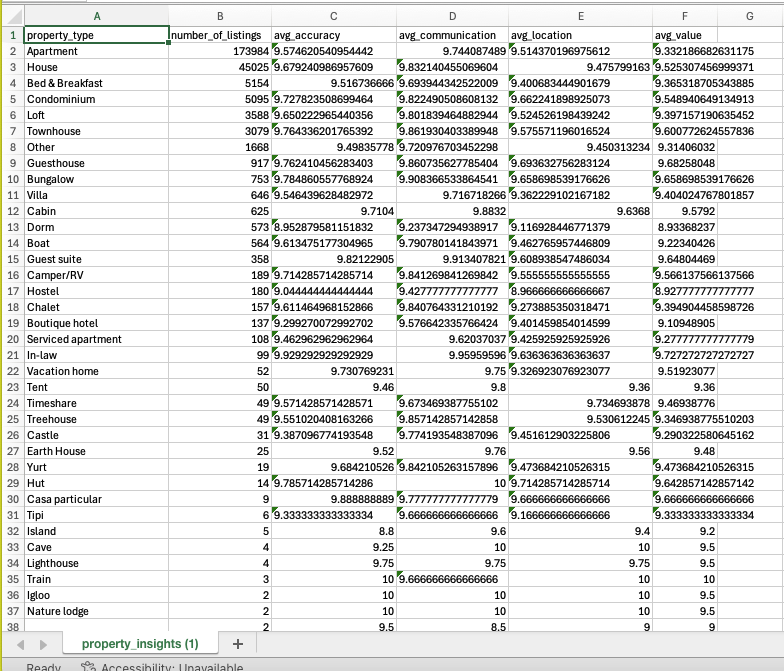 A B C D E F G
1 property_type number_of_listings avg_accuracy avg_communication avg_location avg_value
2 Apartment 173984 9.574620540954442 9.744087489 9.514370196975612 9.332186682631175
3 House 45025 9.679240986957609 9.832140455069604 9.475799163 9.525307456999371
4 Bed & Breakfast 5154 9.516736666 9.693944342522009 9.400683444901679 9.365318705343885
5 Condominium 5095 9.727823508699464 9.822490508608132 9.662241898925073 9.548940649134913
6 Loft 3588 9.650222965440356 9.801839464882944 9.524526198439242 9.397157190635452
7 Townhouse 3079 9.764336201765392 9.861930403389948 9.575571196016524 9.600772624557836
8 Other 1668 9.49835778 9.720976703452298 9.450313234 9.31406032
9 Guesthouse 917 9.762410456283403 9.860735627785404 9.693632756283124 9.68258048
10 Bungalow 753 9.784860557768924 9.908366533864541 9.658698539176626 9.658698539176626
11 Villa 646 9.546439628482972 9.716718266 9.362229102167182 9.404024767801857
12 Cabin 625 9.7104 9.8832 9.6368 9.5792
13 Dorm 573 8.952879581151832 9.237347294938917 9.116928446771379 8.93368237
14 Boat 564 9.613475177304965 9.790780141843971 9.462765957446809 9.22340426
15 Guest suite 358 9.82122905 9.913407821 9.608938547486034 9.64804469
16 Camper/RV 189 9.714285714285714 9.841269841269842 9.555555555555555 9.566137566137566
17 Hostel 180 9.044444444444444 9.427777777777777 8.966666666666667 8.927777777777777
18 Chalet 157 9.611464968152866 9.840764331210192 9.273885350318471 9.394904458598726
19 Boutique hotel 137 9.299270072992702 9.576642335766424 9.401459854014599 9.10948905
20 Serviced apartment 108 9.462962962962964 9.62037037 9.425925925925926 9.277777777777779
21 In-law 99 9.929292929292929 9.95959596 9.636363636363637 9.727272727272727
22 Vacation home 52 9.730769231 9.75 9.326923076923077 9.51923077
23 Tent 50 9.46 9.8 9.36 9.36
24 Timeshare 49 9.571428571428571 9.673469387755102 9.734693878 9.46938776
25 Treehouse 49 9.551020408163266 9.857142857142858 9.530612245 9.346938775510203
26 Castle 31 9.387096774193548 9.774193548387096 9.451612903225806 9.290322580645162
27 Earth House 25 9.52 9.76 9.56 9.48
28 Yurt 19 9.684210526 9.842105263157896 9.473684210526315 9.473684210526315
29 Hut 14 9.785714285714286 10 9.714285714285714 9.642857142857142
30 Casa particular 9 9.888888889 9.777777777777779 9.666666666666666 9.666666666666666
31 Tipi 6 9.333333333333334 9.666666666666666 9.166666666666666 9.333333333333334
32 Island 5 8.8 9.6 9.4 9.2
33 Cave 4 9.25 10 10 9.5
34 Lighthouse 4 9.75 9.75 9.75 9.5
35 Train 3 10 9.666666666666666 10 10
36 Igloo 2 10 10 10 9.5
37 Nature lodge 2 10 10 10 9.5
38 2 9.5 8.5 9 9
property_insights (1) +
Ready Accessibility: Unavailable